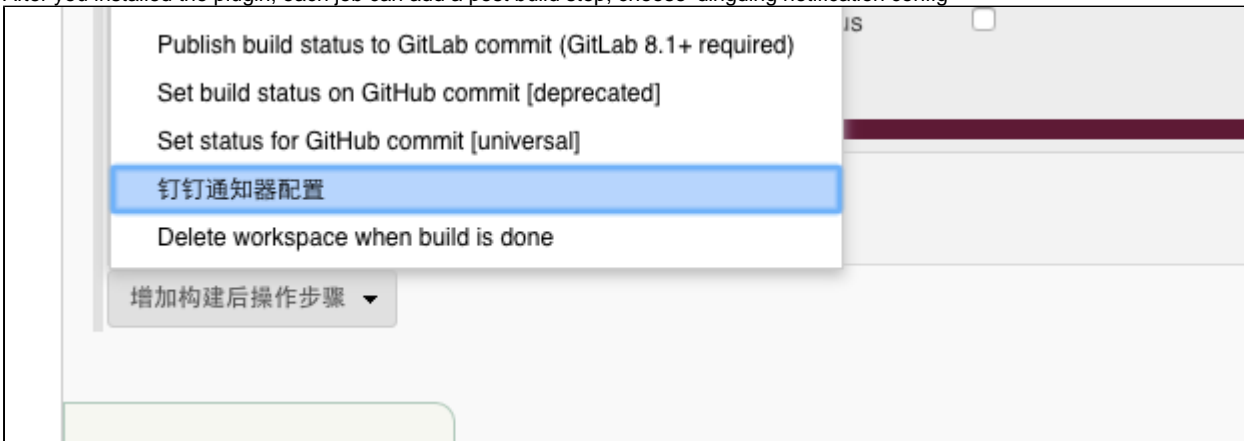 After you installed the plugin, each job can add a post build step, choose 'dingding notification config'
Publish build status to GitLab commit (GitLab 8.1+ required)
us
Set build status on GitHub commit [deprecated]
Set status for GitHub commit [universal]
钉钉通知器配置
Delete workspace when build is done
增加构建后操作步骤